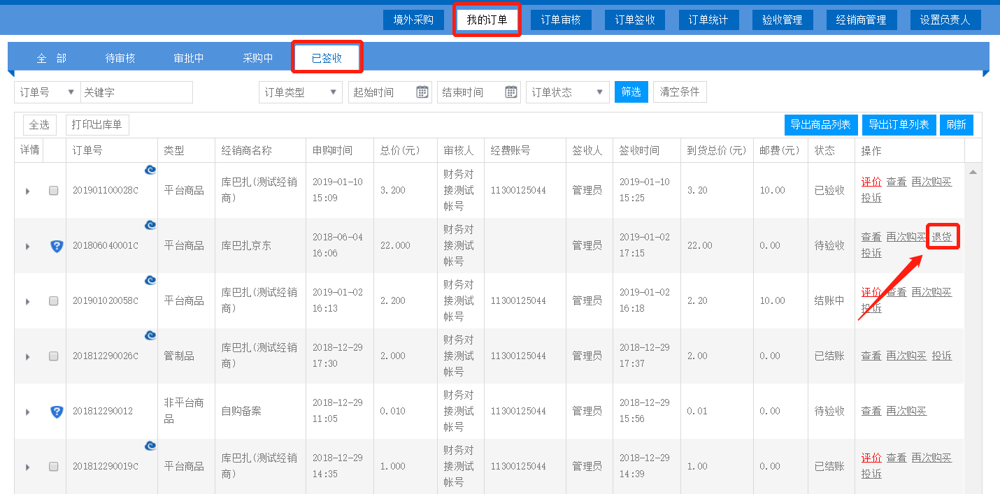 境外采购 我的订单 订单审核 订单签收 订单统计 验收管理 经销商管理 设置负责人
全 部 待审核 审批中 采购中 已签收
订单号 关键字 订单类型 起始时间 结束时间 订单状态 筛选 清空条件
全选 打印出库单 导出商品列表 导出订单列表 刷新
详情 订单号 类型 经销商名称 申购时间 总价(元) 审核人 经费账号 签收人 签收时间 到货总价(元) 邮费(元) 状态 操作
201901100028C 平台商品 库巴扎(测试经销商) 2019-01-10 15:09 3.200 财务对接测试帐号 11300125044 管理员 2019-01-10 15:25 3.20 10.00 已验收 评价 查看 再次购买 投诉
201806040001C 平台商品 库巴扎京东 2018-06-04 16:06 22.000 财务对接测试帐号 管理员 2019-01-02 17:15 22.00 0.00 待验收 查看 再次购买 退货 投诉
201901020058C 平台商品 库巴扎(测试经销商) 2019-01-02 16:13 2.200 财务对接测试帐号 11300125044 管理员 2019-01-02 16:18 2.20 10.00 结账中 评价 查看 再次购买 投诉
201812290026C 管制品 库巴扎(测试经销商) 2018-12-29 17:30 2.000 财务对接测试帐号 11300125044 管理员 2018-12-29 17:37 2.00 0.00 已结账 查看 再次购买 投诉
201812290012 非平台商品 自购备案 2018-12-29 11:05 0.010 财务对接测试帐号 11300125044 管理员 2018-12-29 15:56 0.01 0.00 待验收 查看 再次购买
201812290019C 平台商品 库巴扎(测试经销商) 2018-12-29 14:35 1.000 财务对接测试帐号 11300125044 管理员 2018-12-29 14:39 1.00 0.00 已结账 评价 查看 再次购买 投诉